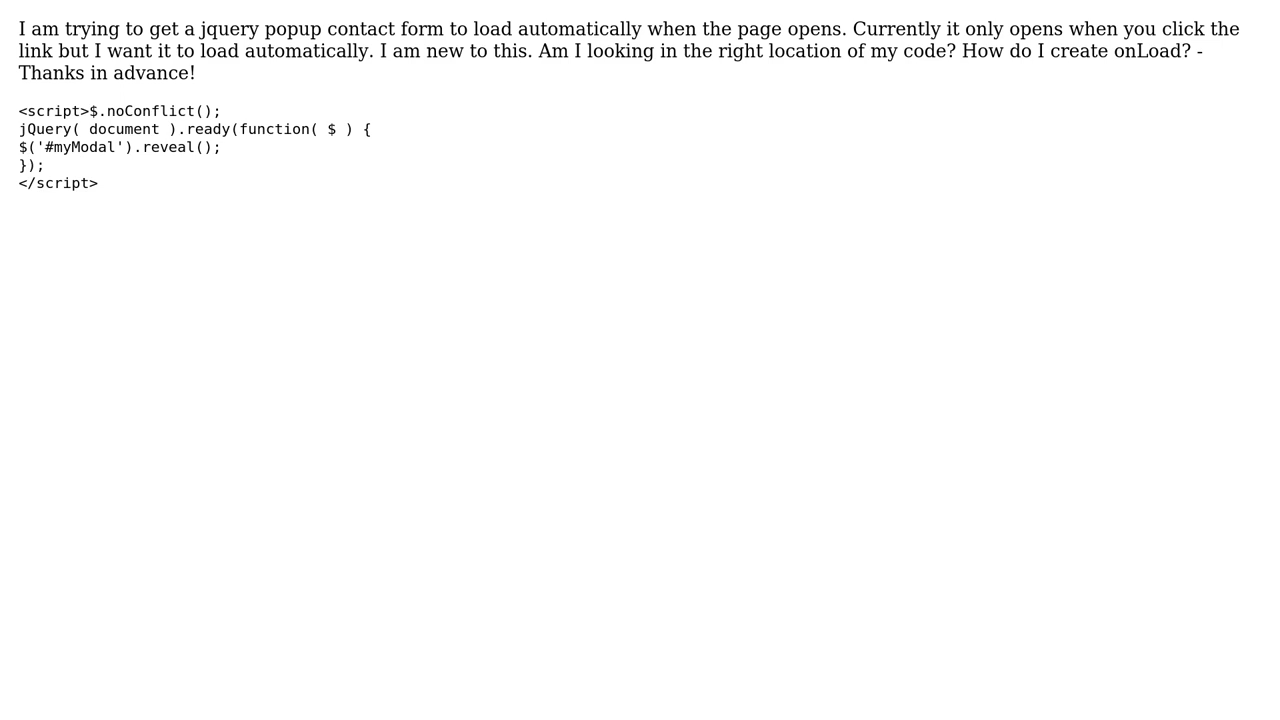 I am trying to get a jquery popup contact form to load automatically when the page opens. Currently it only opens when you click the
link but I want it to load automatically. I am new to this. Am I looking in the right location of my code? How do I create onLoad? -
Thanks in advance!
<script>$.noConflict();
jQuery( document ).ready(function( $ ) {
$('#myModal').reveal();
});
</script>